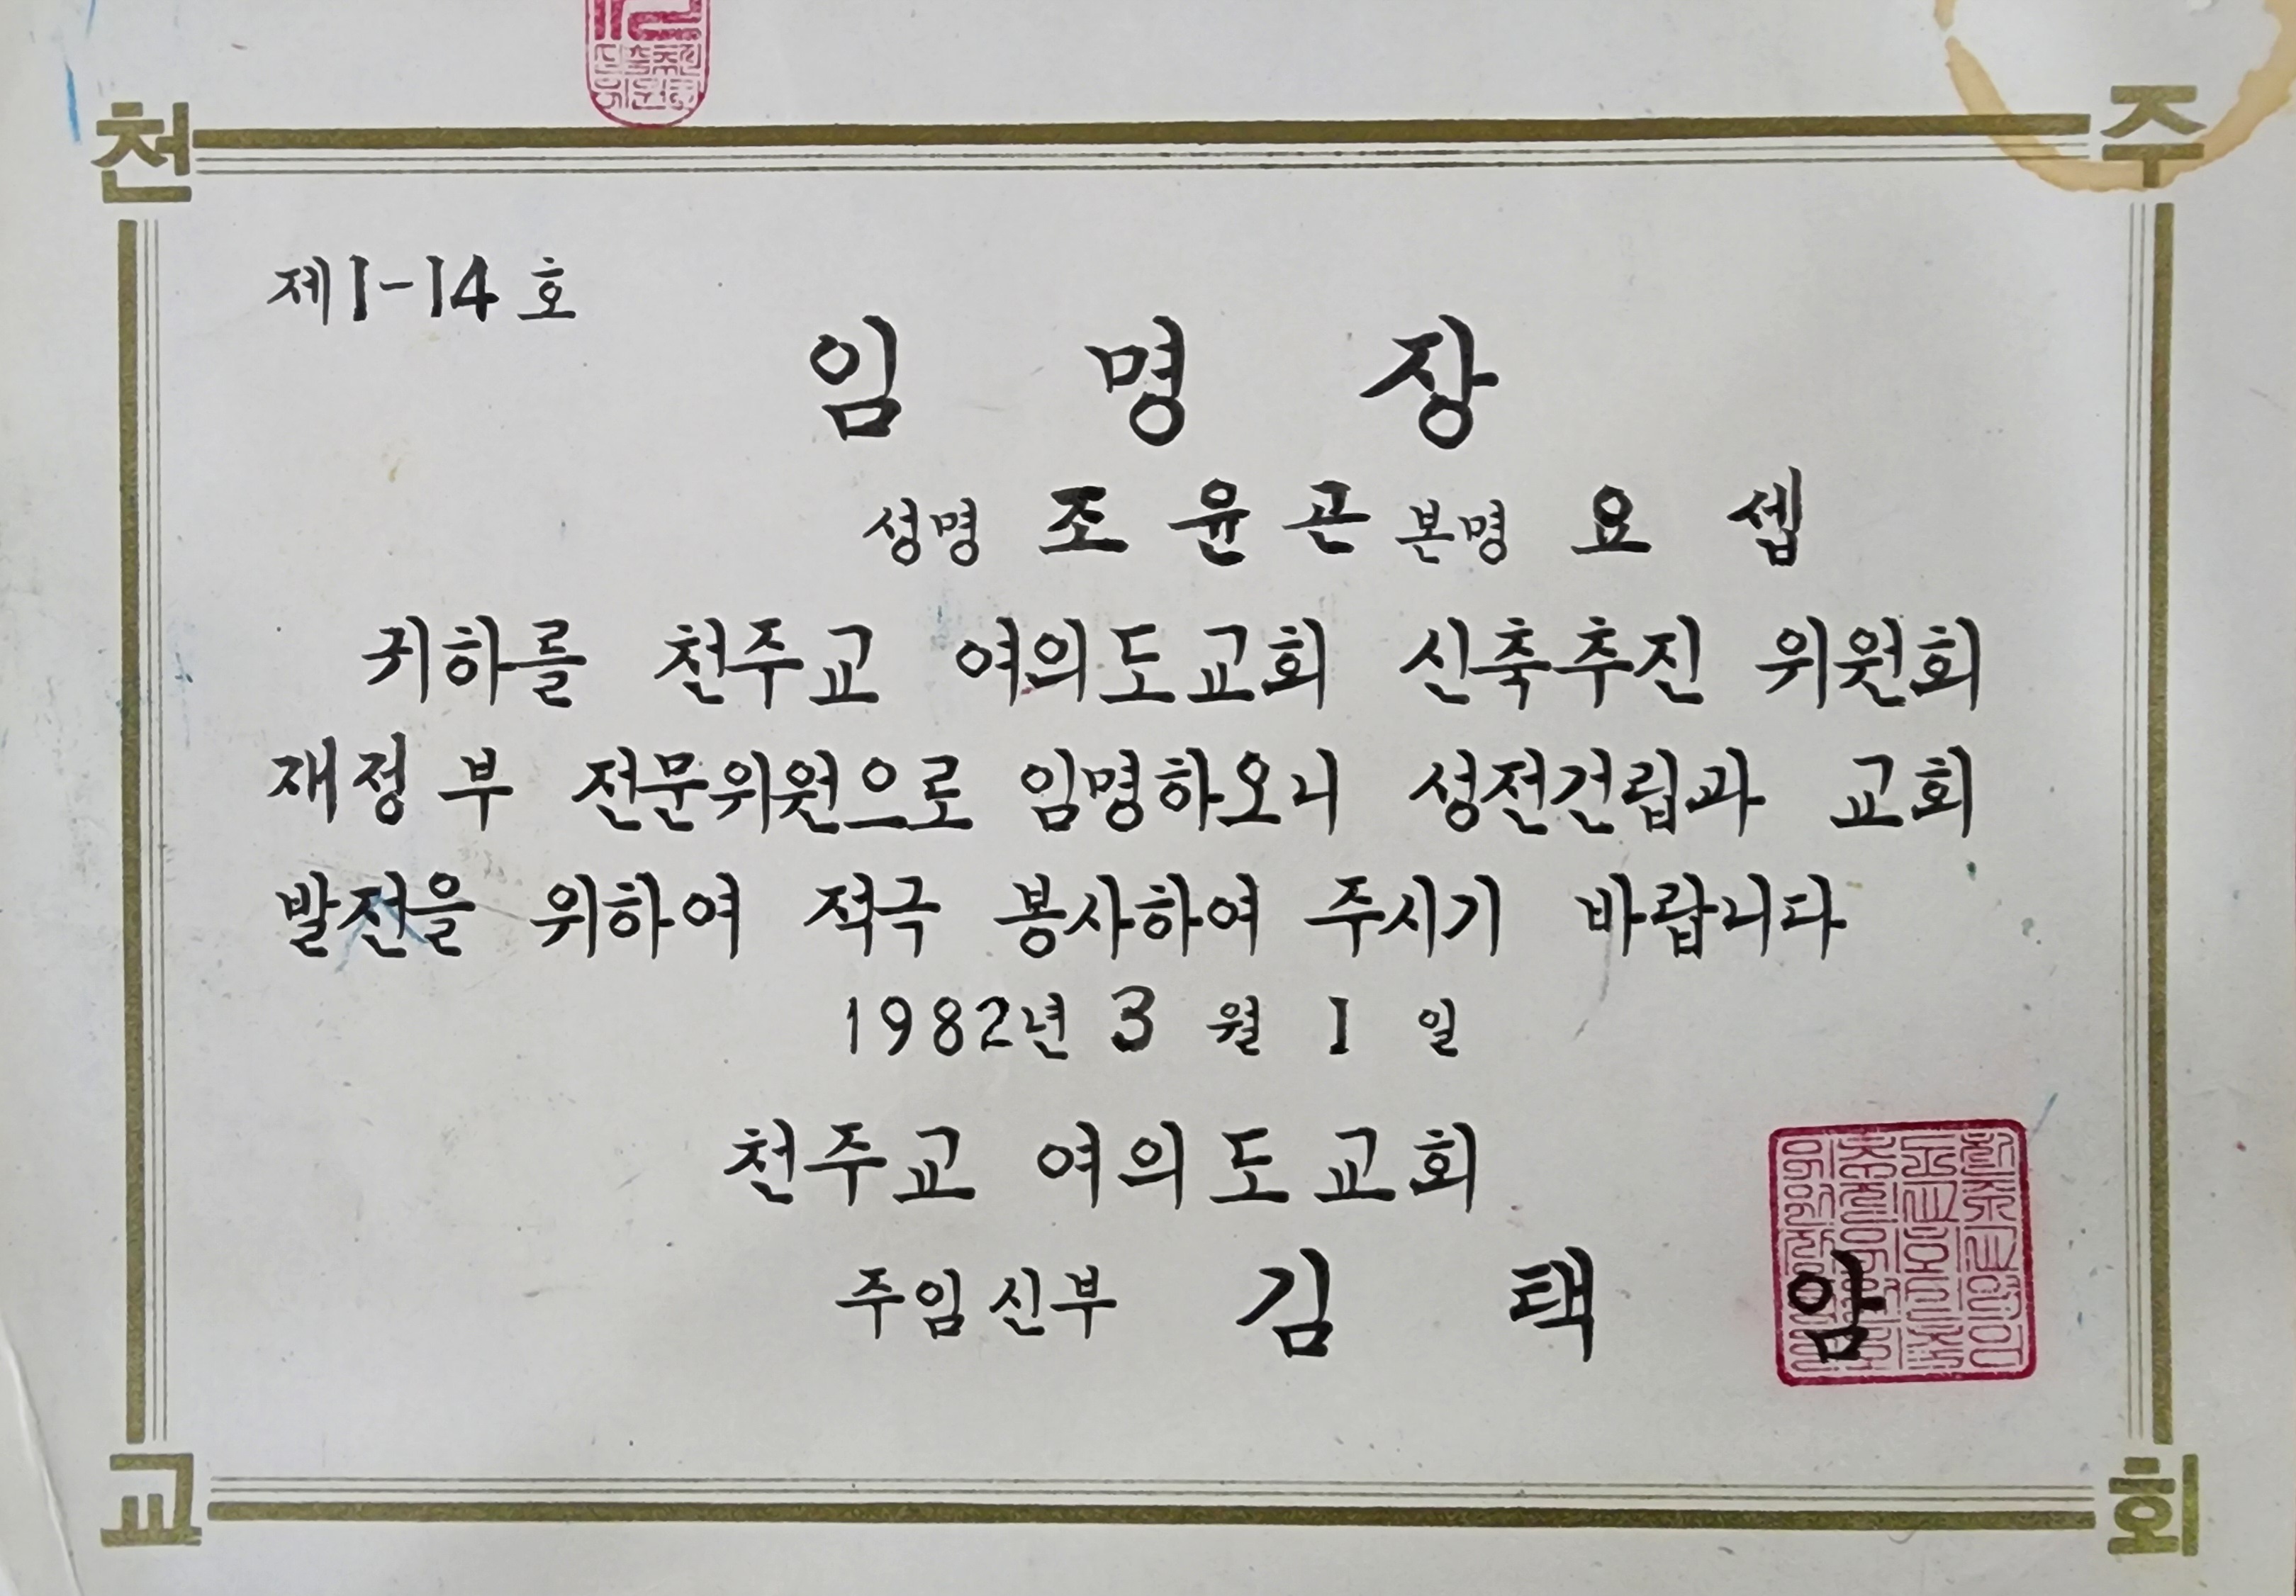 천 주
제1-14호
임명장
성명 조윤곤 본명 요셉
귀하를 천주교 여의도교회 신축추진 위원회
재정부 전문위원으로 임명하오니 성전건립과 교회
발전을 위하여 적극 봉사하여 주시기 바랍니다
1982년 3월 1일
천주교 여의도교회
주임신부 김택암
교 회